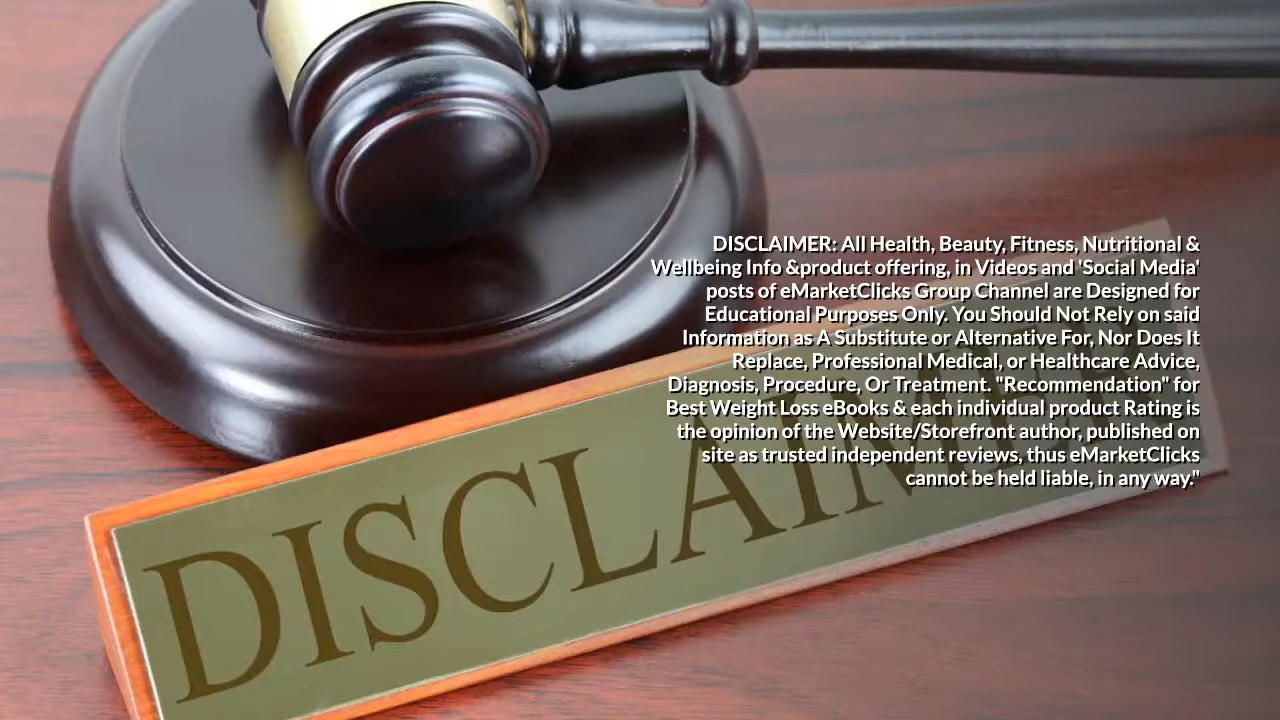 DISCLAIMER: All Health, Beauty, Fitness, Nutritional &
Wellbeing Info &product offering, in Videos and 'Social Media'
posts of eMarketClicks Group Channel are Designed for
Educational Purposes Only. You Should Not Rely on said
Information as A Substitute or Alternative For, Nor Does It
Replace, Professional Medical, or Healthcare Advice,
Diagnosis, Procedure, Or Treatment. "Recommendation" for
Best Weight Loss eBooks & each individual product Rating is
the opinion of the Website/Storefront author, published on
site as trusted independent reviews, thus eMarketClicks
cannot be held liable, in any way."
DISCLAIMER